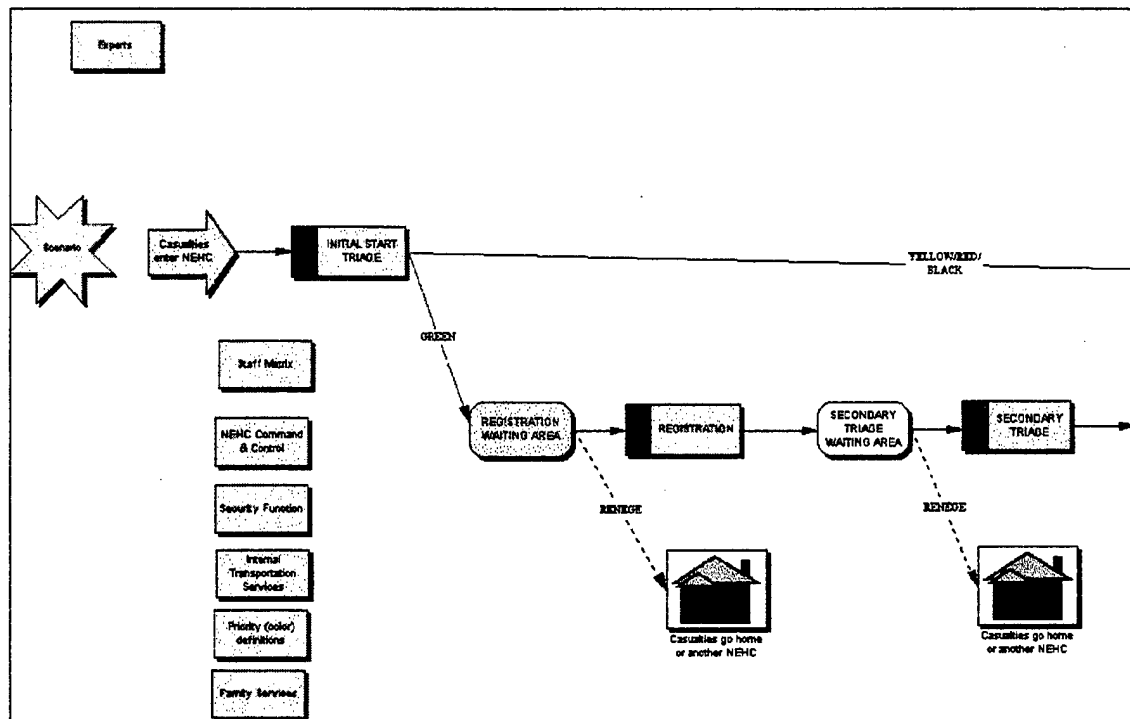 Experts
Scenario
Casualties
enter NEHC
INITIAL START
TRIAGE
YELLOW/RED/
BLACK
GREEN
Staff Matrix
NEHC Command
& Control
Security Function
Internal
Transportation
Services
Priority (color)
definitions
Family Services
REGISTRATION
WAITING AREA
REGISTRATION
SECONDARY
TRIAGE
WAITING AREA
SECONDARY
TRIAGE
RENEGE
RENEGE
Casualties go home
or another NEHC
Casualties go home
or another NEHC